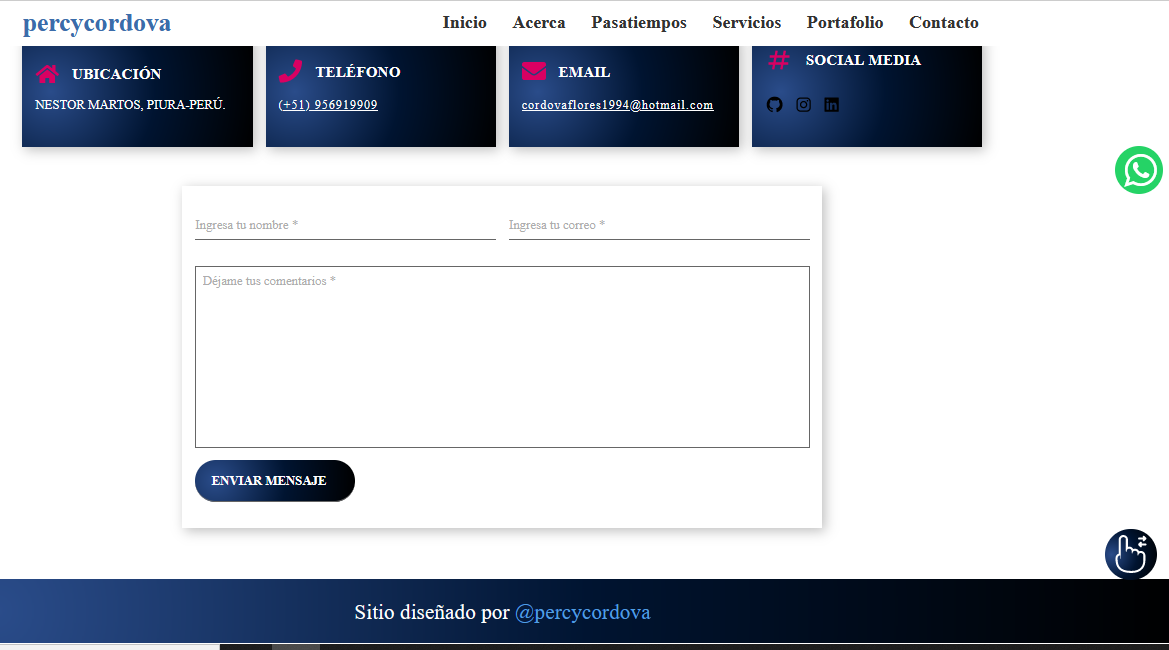 percycordova
Inicio Acerca Pasatiempos Servicios Portafolio Contacto
UBICACIÓN
NESTOR MARTOS, PIURA-PERÚ.
TELÉFONO
(+51) 956919909
EMAIL
cordovaflores1994@hotmail.com
# SOCIAL MEDIA
Ingresa tu nombre *
Ingresa tu correo *
Déjame tus comentarios *
ENVIAR MENSAJE
Sitio diseñado por @percycordova